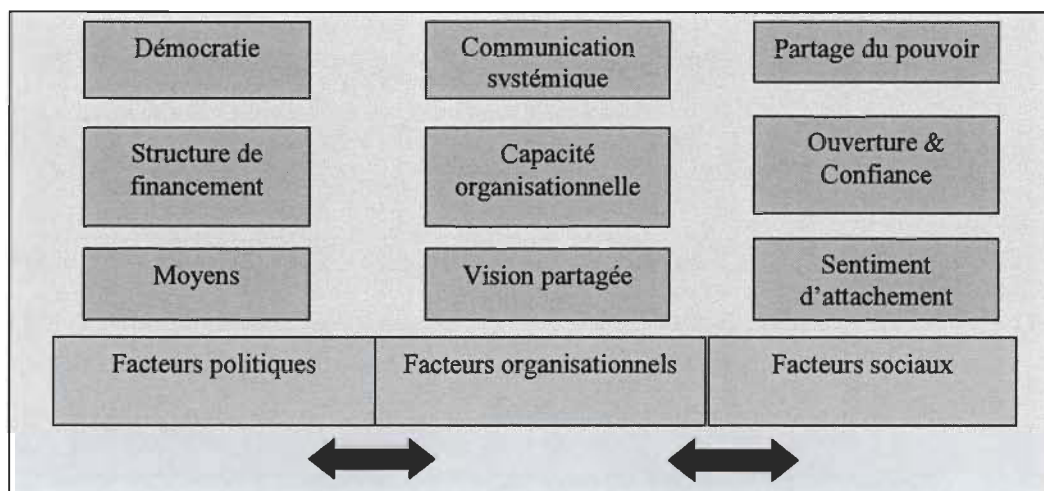 Démocratie
Communication
systémique
Partage du pouvoir
Structure de
financement
Capacité
organisationnelle
Ouverture &
Confiance
Moyens
Vision partagée
Sentiment
d'attachement
Facteurs politiques
Facteurs organisationnels
Facteurs sociaux